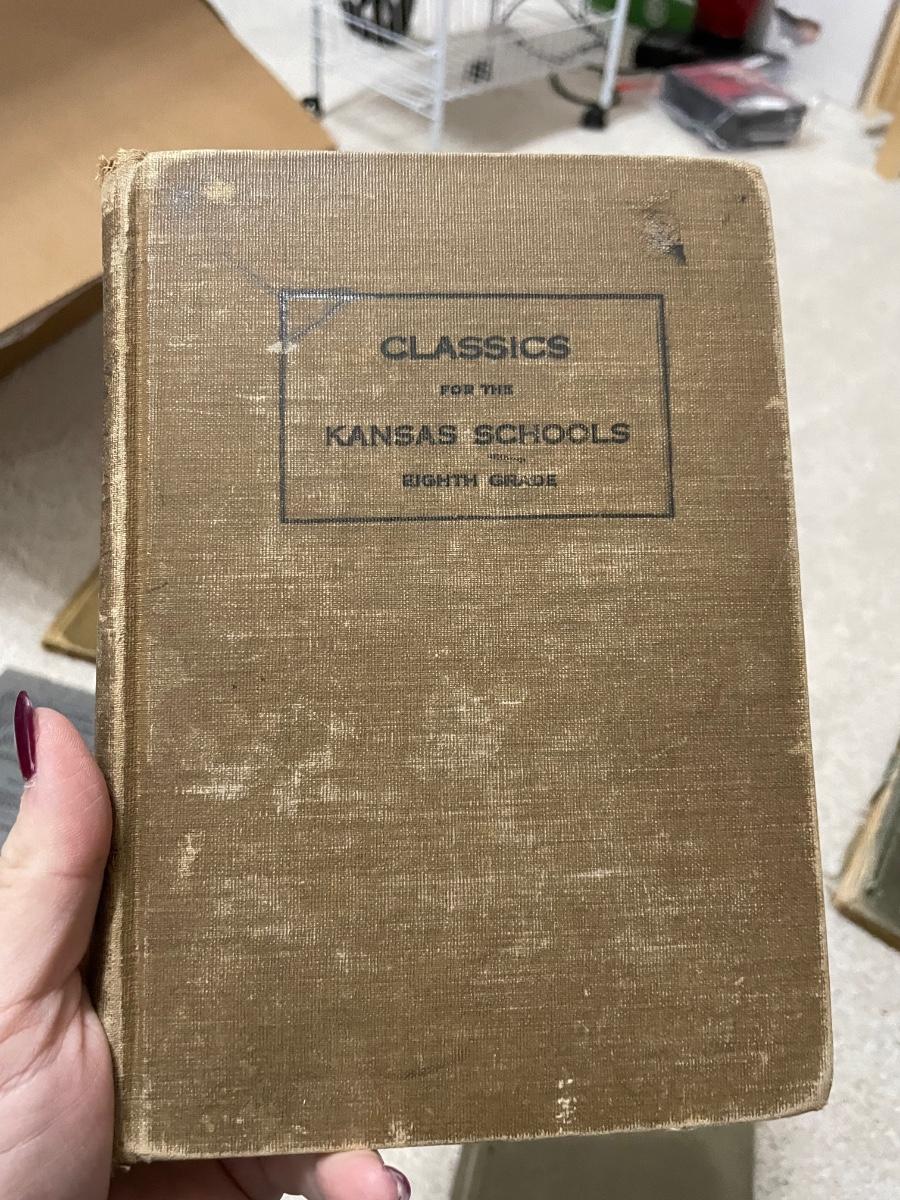 CLASSICS
FOR THE
KANSAS SCHOOLS
EIGHTH GRADE